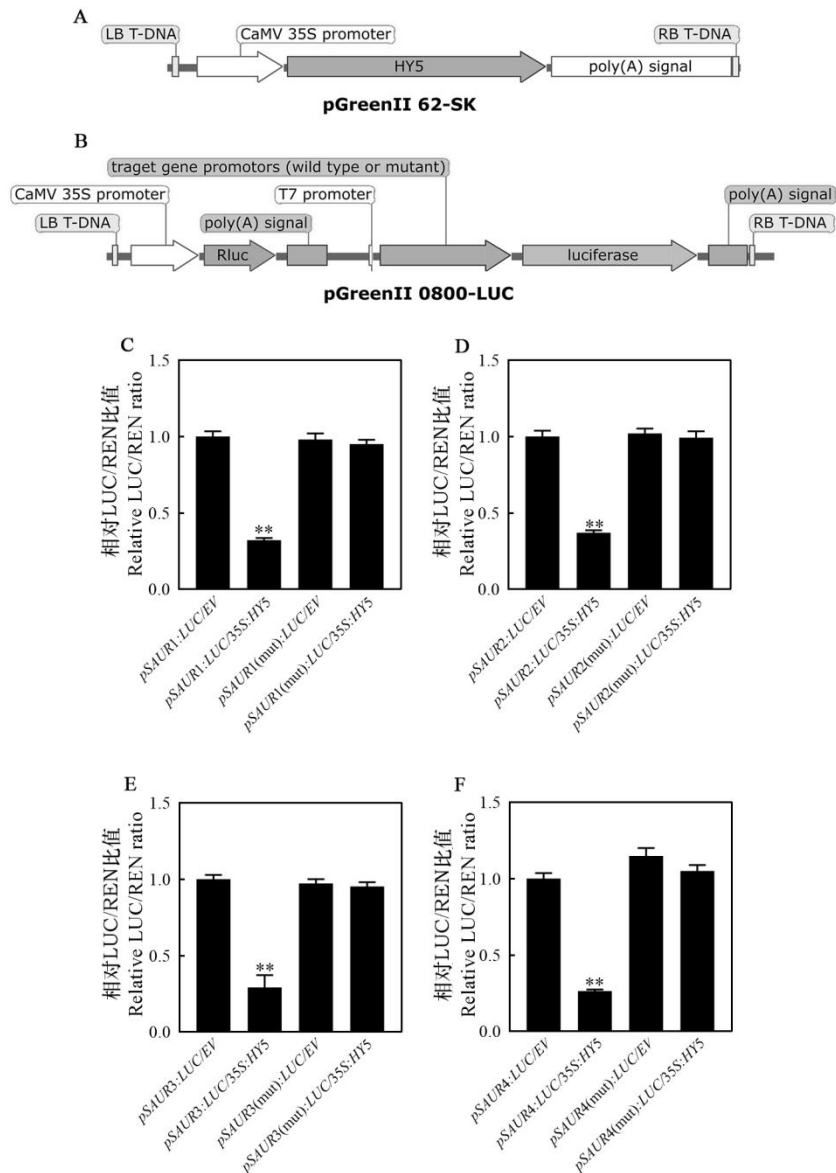 A
LB T-DNA
CaMV 35S promoter
RB T-DNA
HY5
poly(A) signal
pGreenII 62-SK
B
traget gene promotors (wild type or mutant)
CaMV 35S promoter
T7 promoter
LB T-DNA
poly(A) signal
poly(A) signal
RB T-DNA
Rluc
luciferase
pGreenII 0800-LUC
C
相对LUC/REN比值
Relative LUC/REN ratio
1.5
1.0
0.5
0.0
**
pSAUR1:LUC/EV
pSAUR1:LUC/35S:HY5
pSAUR1(mut):LUC/EV
pSAUR1(mut):LUC/35S:HY5
D
相对LUC/REN比值
Relative LUC/REN ratio
1.5
1.0
0.5
0.0
**
pSAUR2:LUC/EV
pSAUR2:LUC/35S:HY5
pSAUR2(mut):LUC/EV
pSAUR2(mut):LUC/35S:HY5
E
相对LUC/REN比值
Relative LUC/REN ratio
1.5
1.0
0.5
0.0
**
pSAUR3:LUC/EV
pSAUR3:LUC/35S:HY5
pSAUR3(mut):LUC/EV
pSAUR3(mut):LUC/35S:HY5
F
相对LUC/REN比值
Relative LUC/REN ratio
1.5
1.0
0.5
0.0
**
pSAUR4:LUC/EV
pSAUR4:LUC/35S:HY5
pSAUR4(mut):LUC/EV
pSAUR4(mut):LUC/35S:HY5